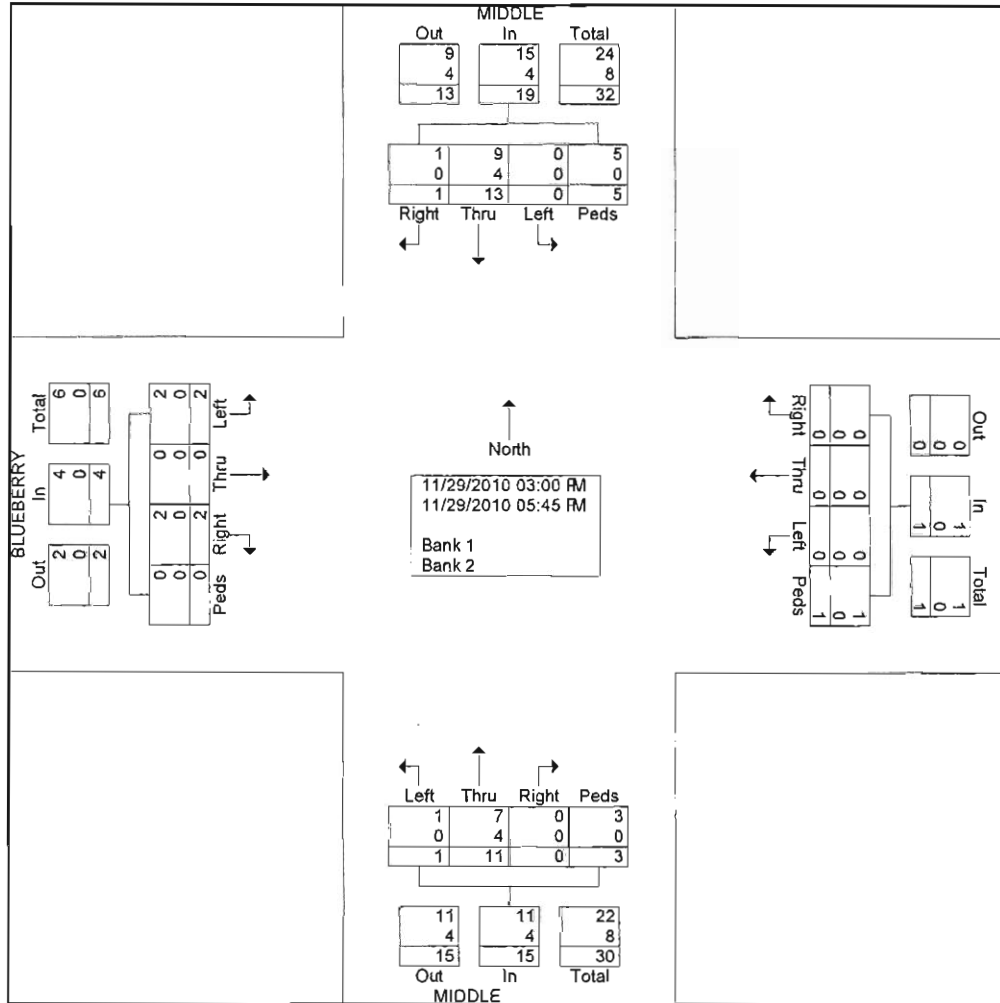 MIDDLE
Out In Total
9 15 24
4 4 8
13 19 32
1 9 0 5
0 4 0 0
1 13 0 5
Right Thru Left Peds
BLUEBERRY
Total
6 0 6
In
4 0 4
Out
2 0 2
2 0 2
Left
0 0 0
Thru
2 0 2
Right
0 0 0
Peds
North
11/29/2010 03:00 PM
11/29/2010 05:45 PM
Bank 1
Bank 2
Right
0 0 0
Thru
0 0 0
Left
0 0 0
Peds
1 0 1
Out
0 0 0
In
1 0 1
Total
1 0 1
Left Thru Right Peds
1 7 0 3
0 4 0 0
1 11 0 3
11 11 22
4 4 8
15 15 30
Out In Total
MIDDLE